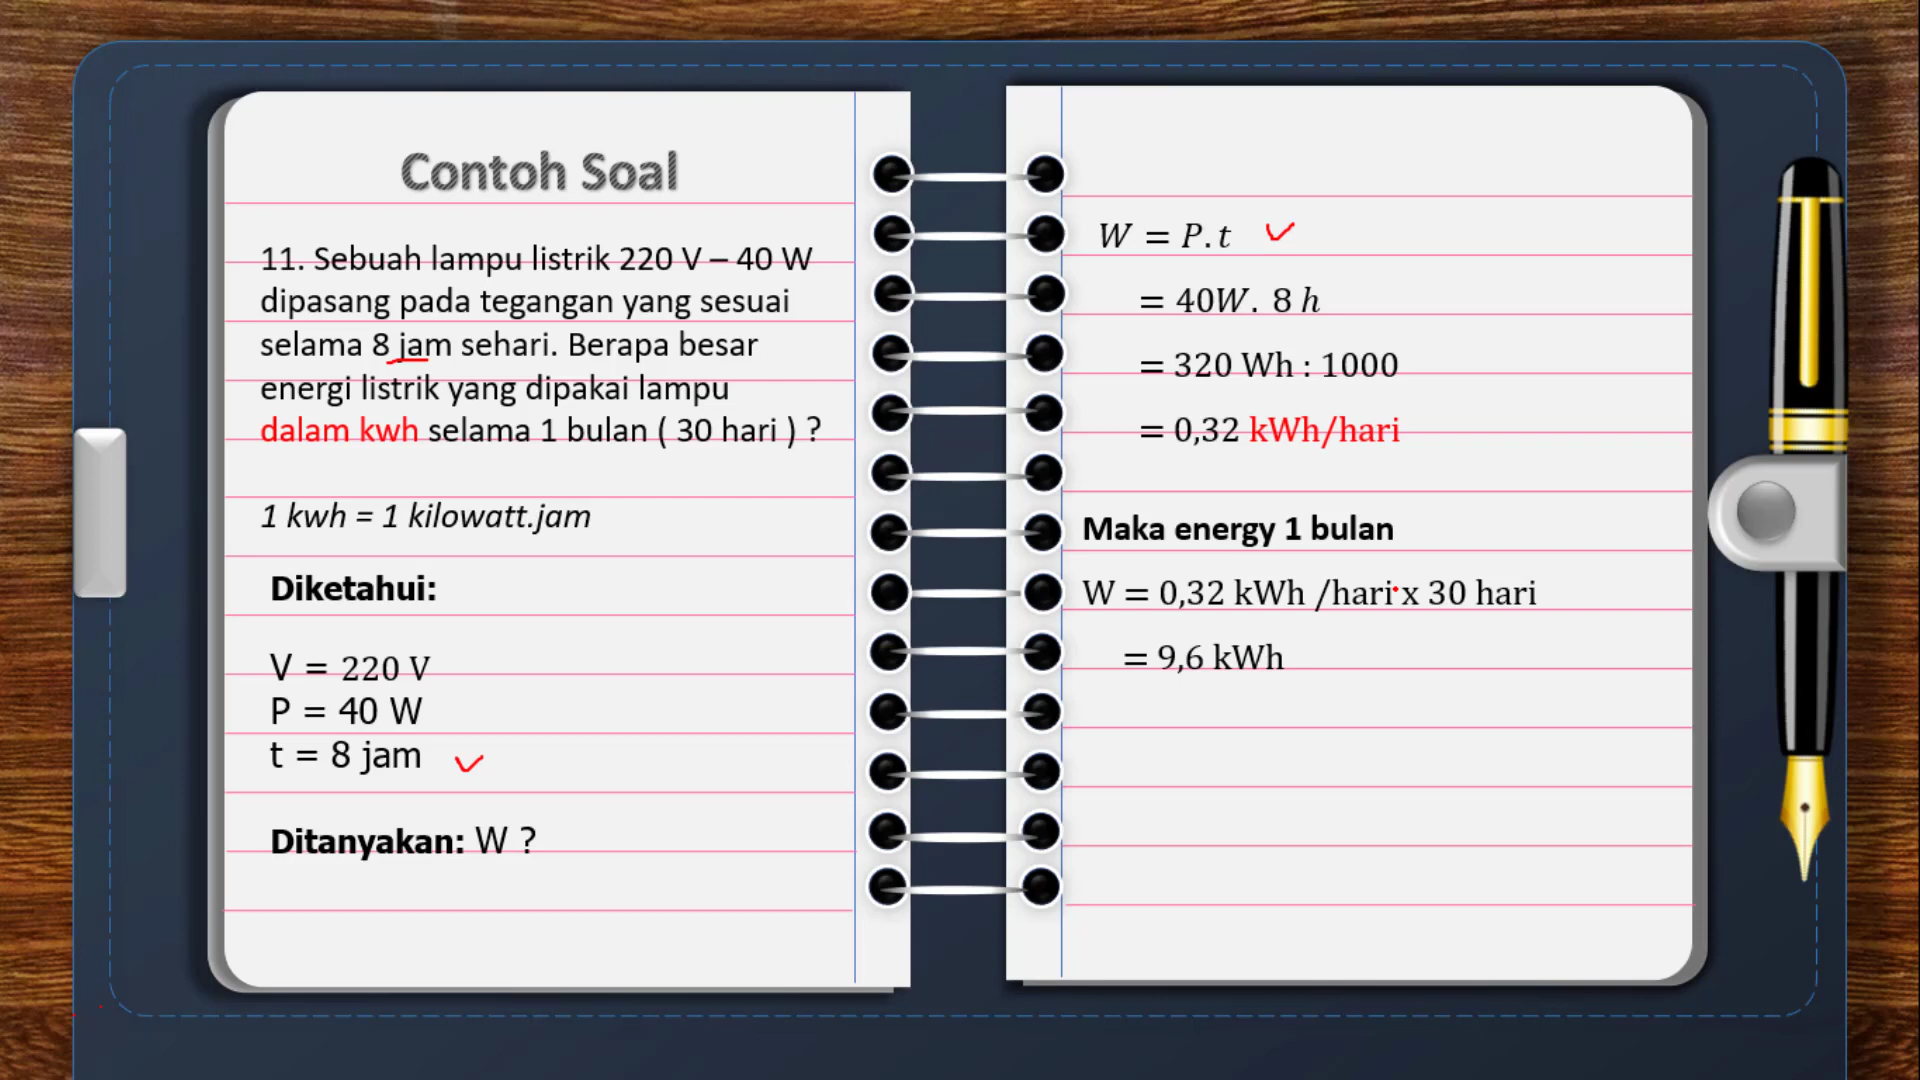 Contoh Soal
11. Sebuah lampu listrik 220 V – 40 W
dipasang pada tegangan yang sesuai
selama 8 jam sehari. Berapa besar
energi listrik yang dipakai lampu
dalam kwh selama 1 bulan ( 30 hari ) ?
1 kwh = 1 kilowatt.jam
Diketahui:
V = 220 V
P = 40 W
t = 8 jam
Ditanyakan: W ?
W = P.t
= 40W. 8 h
= 320 Wh : 1000
= 0,32 kWh/hari
Maka energy 1 bulan
W = 0,32 kWh /hari x 30 hari
= 9,6 kWh